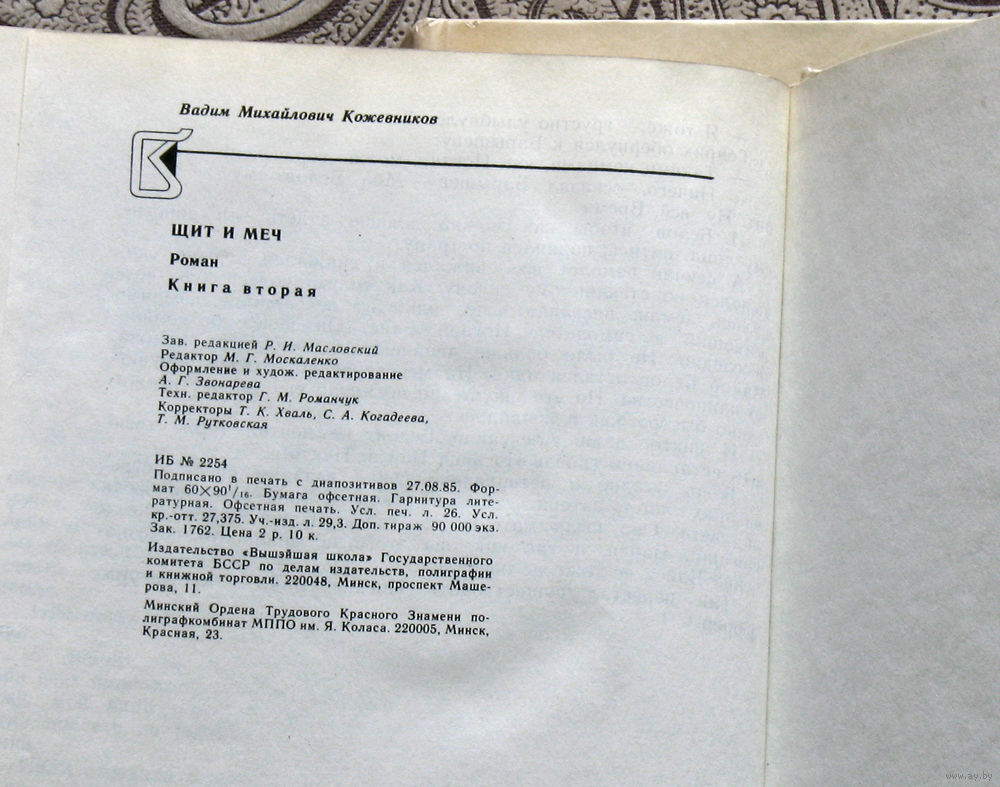 Вадим Михайлович Кожевников
ЩИТ И МЕЧ
Роман
Книга вторая
Зав. редакцией Р. И. Масловский
Редактор М. Г. Москаленко
Оформление и худож. редактирование
А. Г. Звонарева
Техн. редактор Г. М. Романчук
Корректоры Т. К. Хваль, С. А. Когадеева,
Т. М. Рутковская
ИБ № 2254
Подписано в печать с диапозитивов 27.08.85. Фор-
мат 60×90¹/₁₆. Бумага офсетная. Гарнитура лите-
ратурная. Офсетная печать. Усл. печ. л. 26. Усл.
кр.-отт. 27,375. Уч.-изд. л. 29,3. Доп. тираж 90 000 экз.
Зак. 1762. Цена 2 р. 10 к.
Издательство «Вышэйшая школа» Государственного
комитета БССР по делам издательств, полиграфии
и книжной торговли. 220048, Минск, проспект Маше-
рова, 11.
Минский Ордена Трудового Красного Знамени по-
лиграфкомбинат МППО им. Я. Коласа. 220005, Минск,
Красная, 23.
www.ay.by